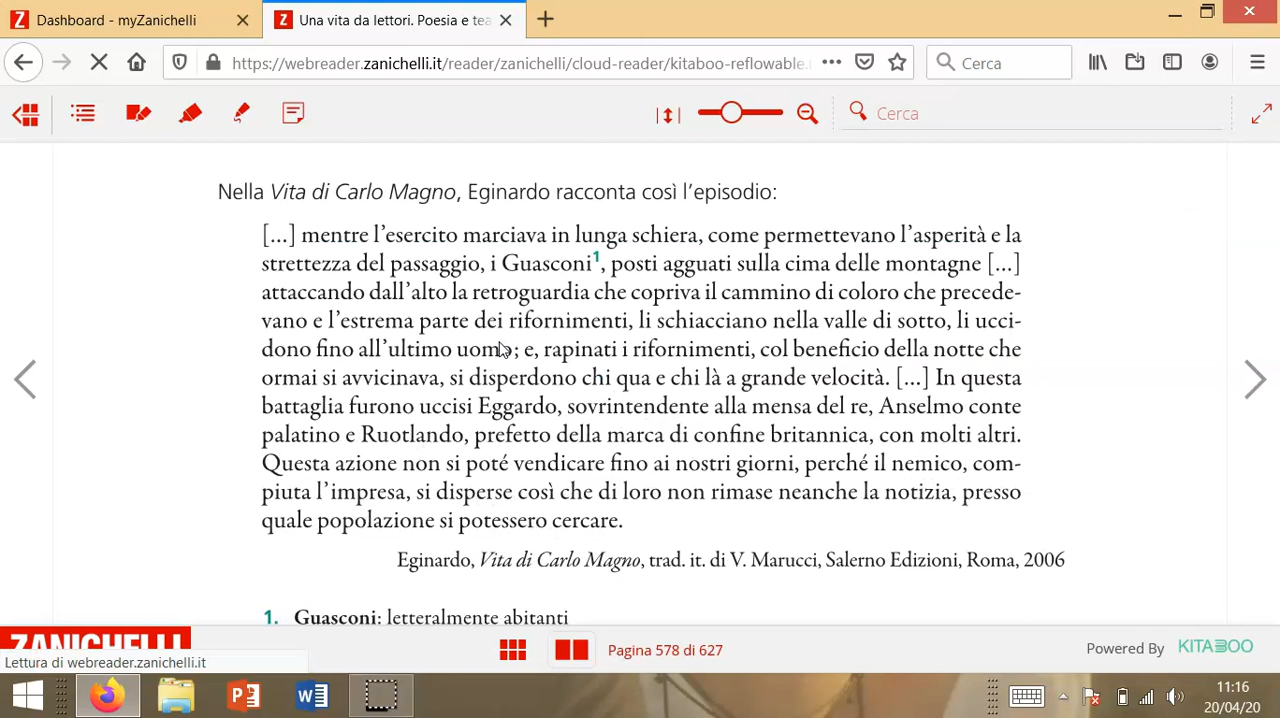 Dashboard - myZanichelli
Una vita da lettori. Poesia e tea
https://webreader.zanichelli.it/reader/zanichelli/cloud-reader/kitaboo-reflowable.
Cerca
Cerca
Nella Vita di Carlo Magno, Eginardo racconta così l'episodio:
[…] mentre l'esercito marciava in lunga schiera, come permettevano l'asperità e la
strettezza del passaggio, i Guasconi1, posti agguati sulla cima delle montagne […]
attaccando dall'alto la retroguardia che copriva il cammino di coloro che precede-
vano e l'estrema parte dei rifornimenti, li schiacciano nella valle di sotto, li ucci-
dono fino all'ultimo uomo; e, rapinati i rifornimenti, col beneficio della notte che
ormai si avvicinava, si disperdono chi qua e chi là a grande velocità. […] In questa
battaglia furono uccisi Eggardo, sovrintendente alla mensa del re, Anselmo conte
palatino e Ruotlando, prefetto della marca di confine britannica, con molti altri.
Questa azione non si poté vendicare fino ai nostri giorni, perché il nemico, com-
piuta l'impresa, si disperse così che di loro non rimase neanche la notizia, presso
quale popolazione si potessero cercare.
Eginardo, Vita di Carlo Magno, trad. it. di V. Marucci, Salerno Edizioni, Roma, 2006
1. Guasconi: letteralmente abitanti
ZANICHELLI
Pagina 578 di 627
Powered By KITABOO
Lettura di webreader.zanichelli.it
11:16
20/04/20